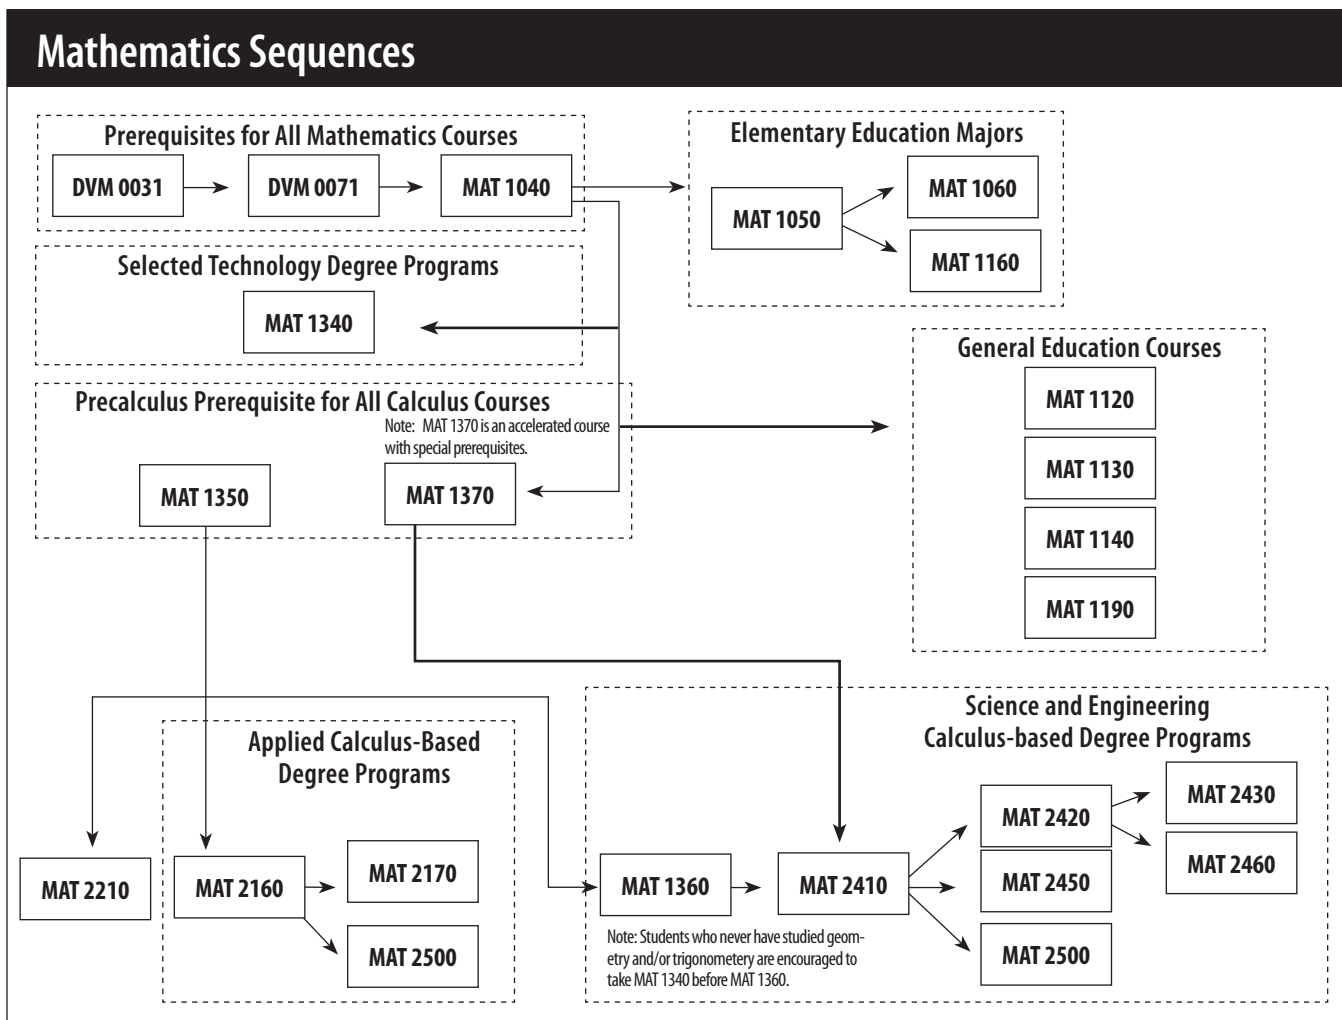 Mathematics Sequences
Prerequisites for All Mathematics Courses
DVM 0031
DVM 0071
MAT 1040
Elementary Education Majors
MAT 1050
MAT 1060
MAT 1160
Selected Technology Degree Programs
MAT 1340
General Education Courses
MAT 1120
MAT 1130
MAT 1140
MAT 1190
Precalculus Prerequisite for All Calculus Courses
Note: MAT 1370 is an accelerated course
with special prerequisites.
MAT 1350
MAT 1370
MAT 2210
Applied Calculus-Based
Degree Programs
MAT 2160
MAT 2170
MAT 2500
Science and Engineering
Calculus-based Degree Programs
MAT 1360
MAT 2410
MAT 2420
MAT 2450
MAT 2500
MAT 2430
MAT 2460
Note: Students who never have studied geom-
etry and/or trigonometery are encouraged to
take MAT 1340 before MAT 1360.